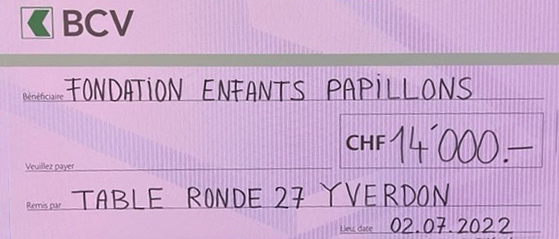 BCV
Bénéficiaire FONDATION ENFANTS PAPILLONS
CHF 14'000.–
Veuillez payer
Remis par TABLE RONDE 27 YVERDON
Lieu, date 02.07.2022